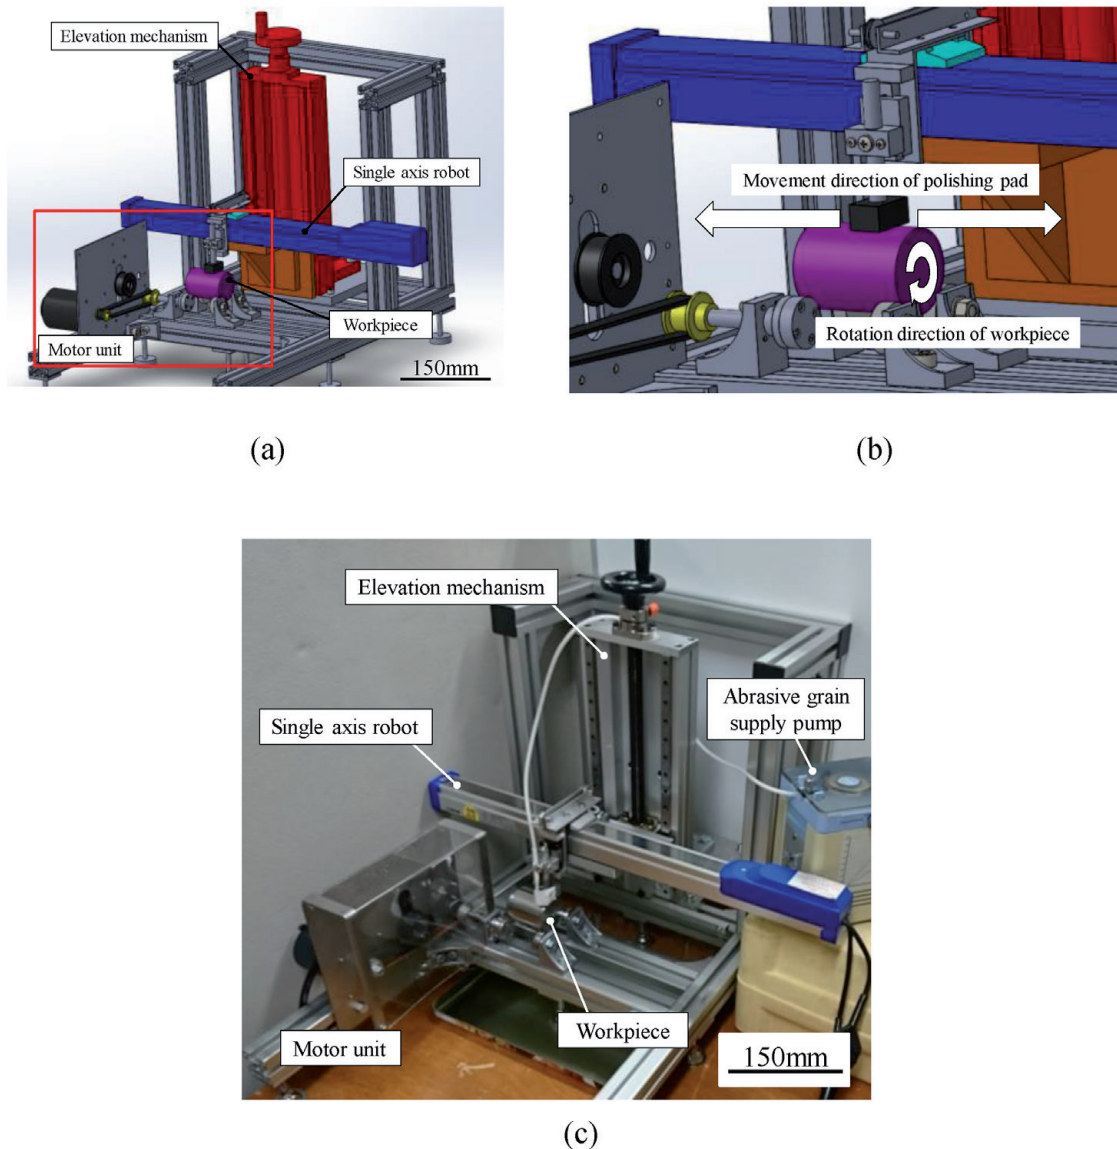 Elevation mechanism
Single axis robot
Workpiece
Motor unit
150mm
(a)
Movement direction of polishing pad
Rotation direction of workpiece
(b)
Elevation mechanism
Abrasive grain
supply pump
Single axis robot
Workpiece
Motor unit
150mm
(c)